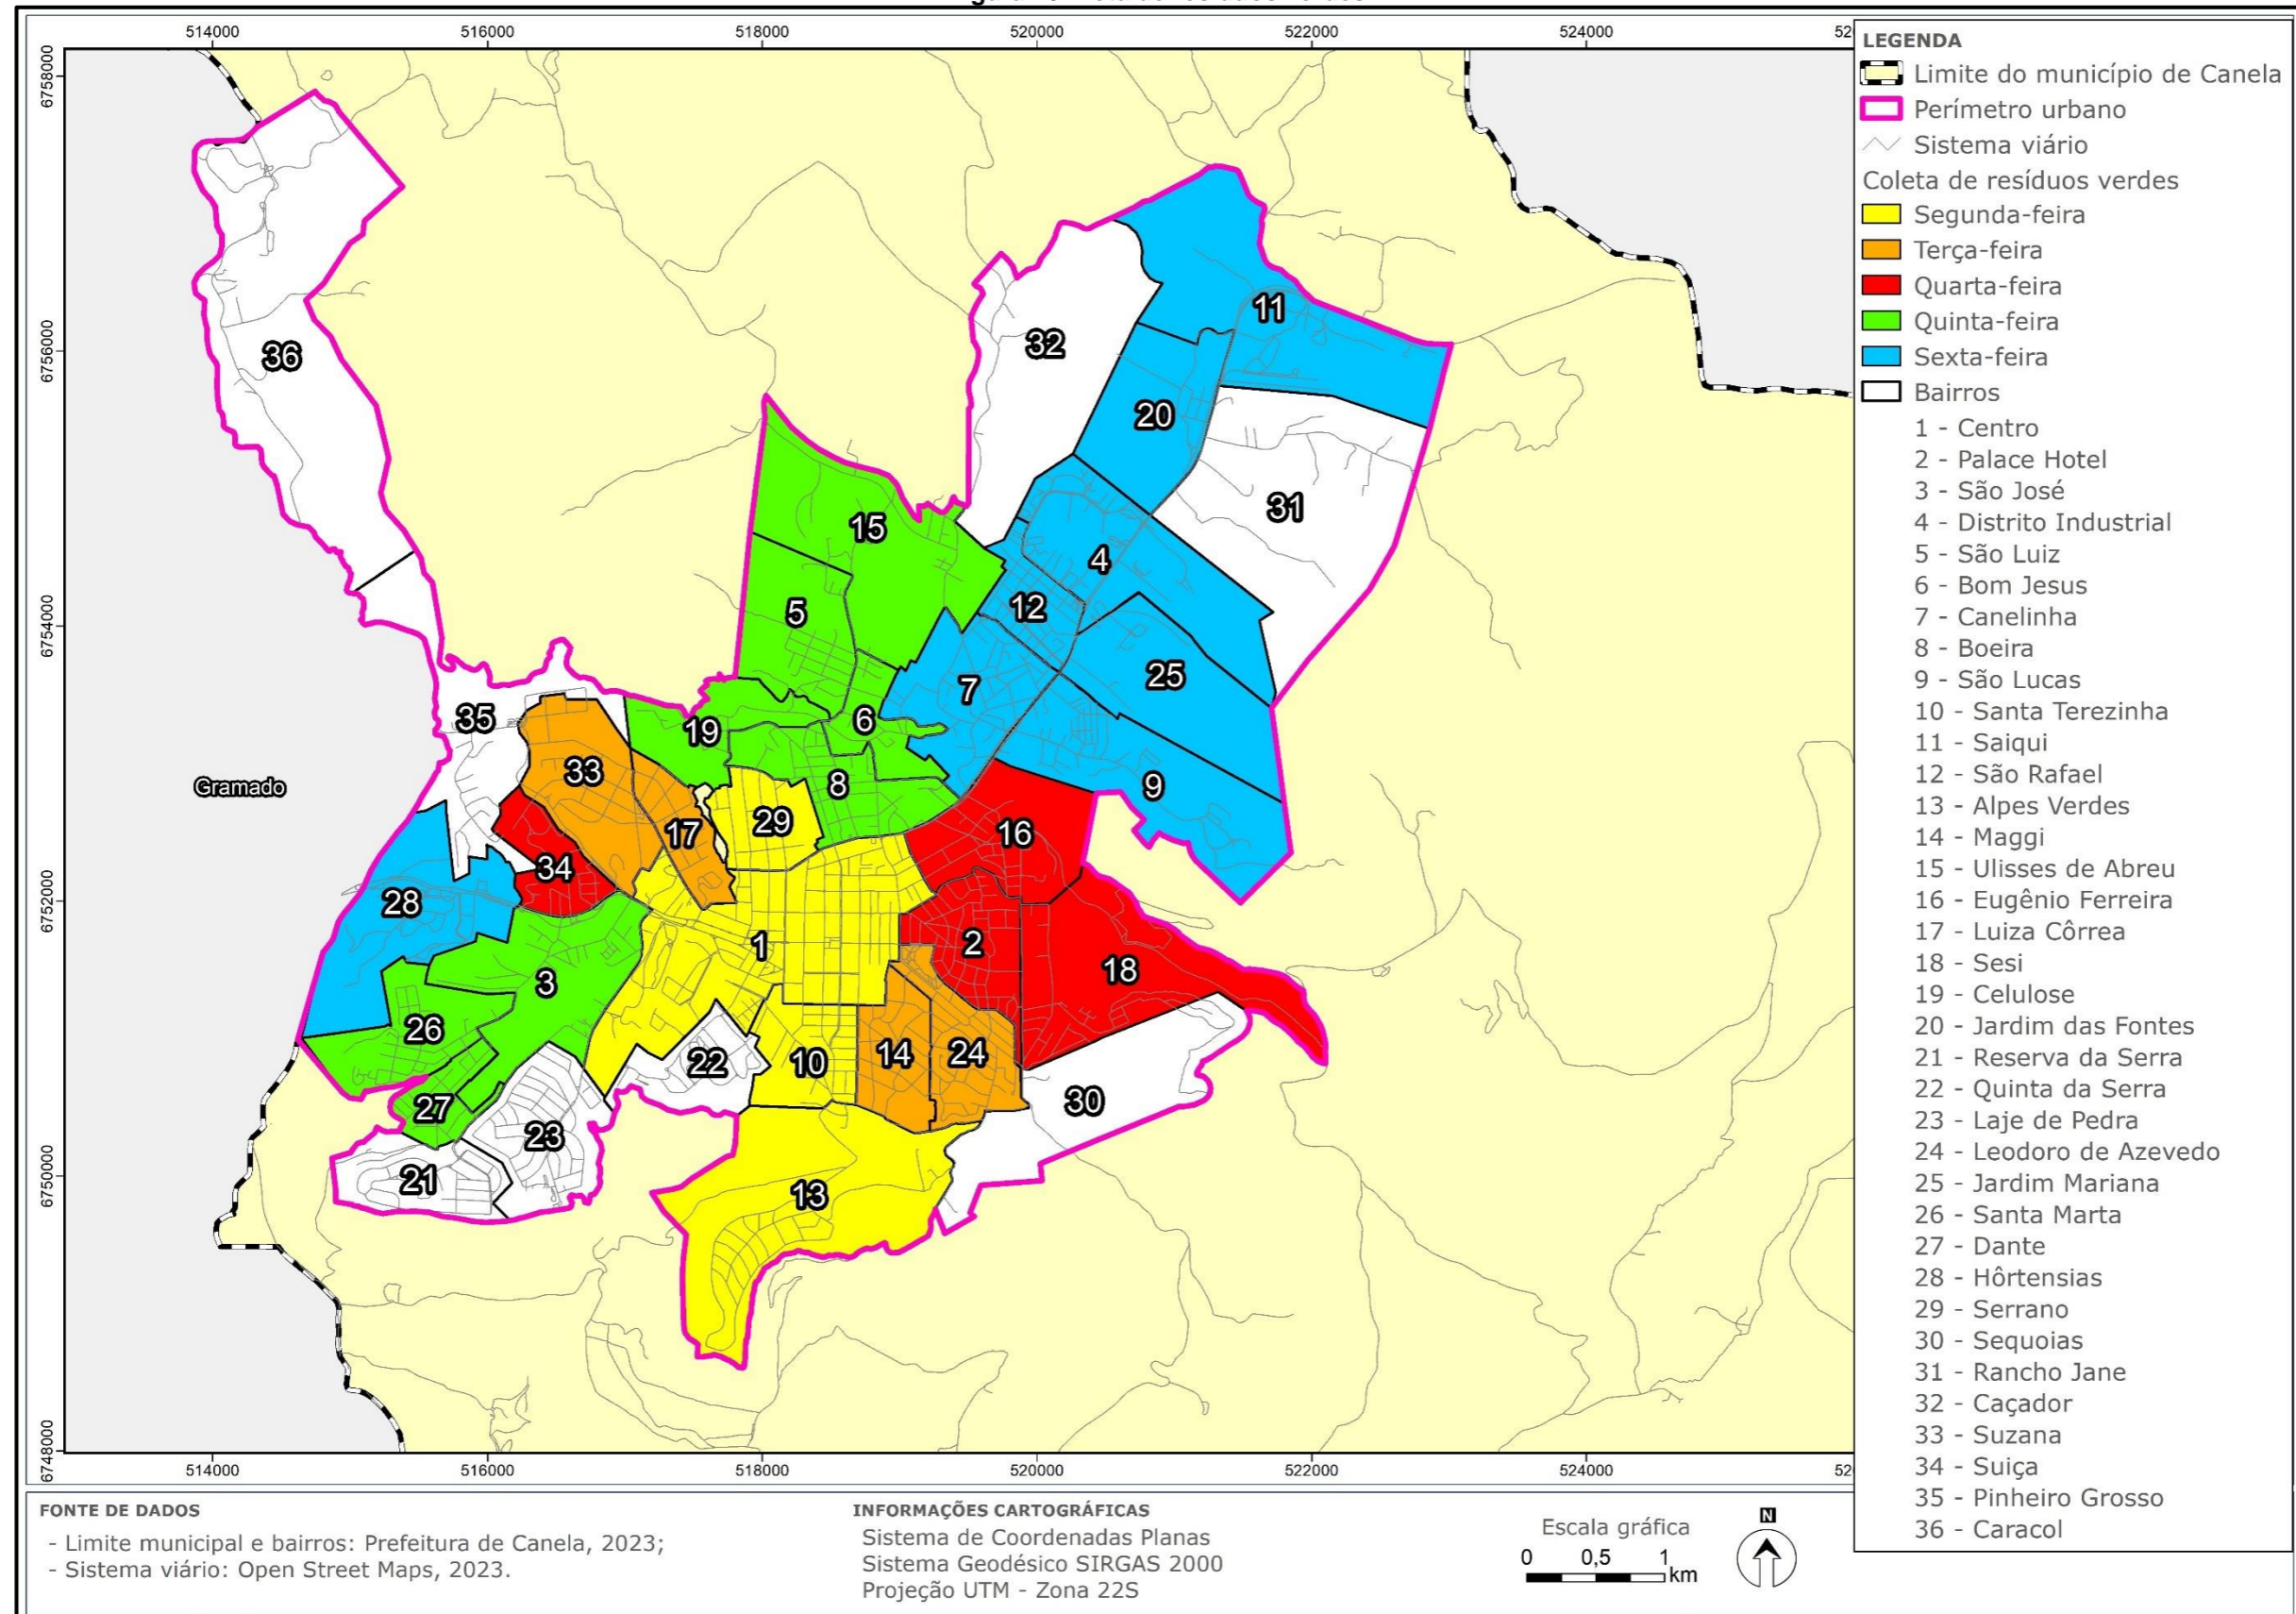 514000 516000 518000 520000 522000 524000
6758000
6756000
6754000
6752000
6750000
6748000
36
32
11
20
31
15
4
5
12
25
7
35
19
6
33
8
9
Gramado
29
16
17
34
28
1
2
18
3
26
14
24
22
10
30
27
23
21
13
514000 516000 518000 520000 522000 524000
LEGENDA
Limite do município de Canela
Perímetro urbano
Sistema viário
Coleta de resíduos verdes
Segunda-feira
Terça-feira
Quarta-feira
Quinta-feira
Sexta-feira
Bairros
1 - Centro
2 - Palace Hotel
3 - São José
4 - Distrito Industrial
5 - São Luiz
6 - Bom Jesus
7 - Canelinha
8 - Boeira
9 - São Lucas
10 - Santa Terezinha
11 - Saiqui
12 - São Rafael
13 - Alpes Verdes
14 - Maggi
15 - Ulisses de Abreu
16 - Eugênio Ferreira
17 - Luiza Côrrea
18 - Sesi
19 - Celulose
20 - Jardim das Fontes
21 - Reserva da Serra
22 - Quinta da Serra
23 - Laje de Pedra
24 - Leodoro de Azevedo
25 - Jardim Mariana
26 - Santa Marta
27 - Dante
28 - Hôrtensias
29 - Serrano
30 - Sequoias
31 - Rancho Jane
32 - Caçador
33 - Suzana
34 - Suiça
35 - Pinheiro Grosso
36 - Caracol
FONTE DE DADOS
- Limite municipal e bairros: Prefeitura de Canela, 2023;
- Sistema viário: Open Street Maps, 2023.
INFORMAÇÕES CARTOGRÁFICAS
Sistema de Coordenadas Planas
Sistema Geodésico SIRGAS 2000
Projeção UTM - Zona 22S
Escala gráfica
0 0,5 1
km
N